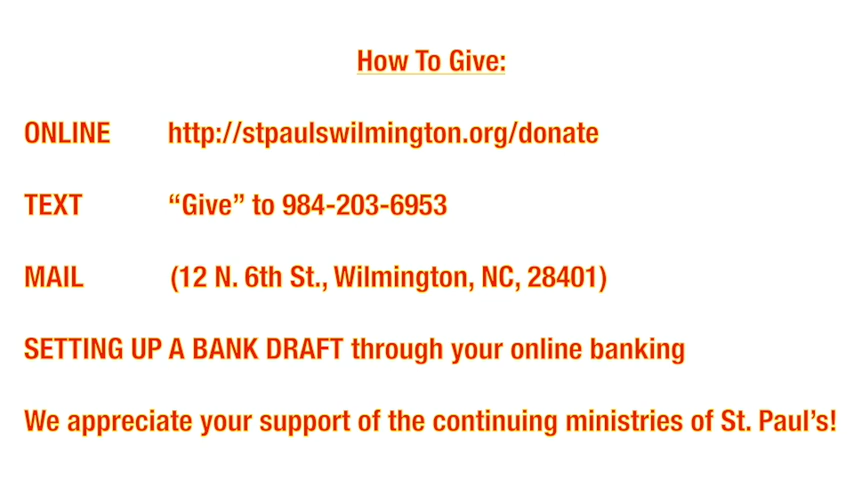 How To Give:
ONLINE http://stpaulswilmington.org/donate
TEXT “Give” to 984-203-6953
MAIL (12 N. 6th St., Wilmington, NC, 28401)
SETTING UP A BANK DRAFT through your online banking
We appreciate your support of the continuing ministries of St. Paul’s!